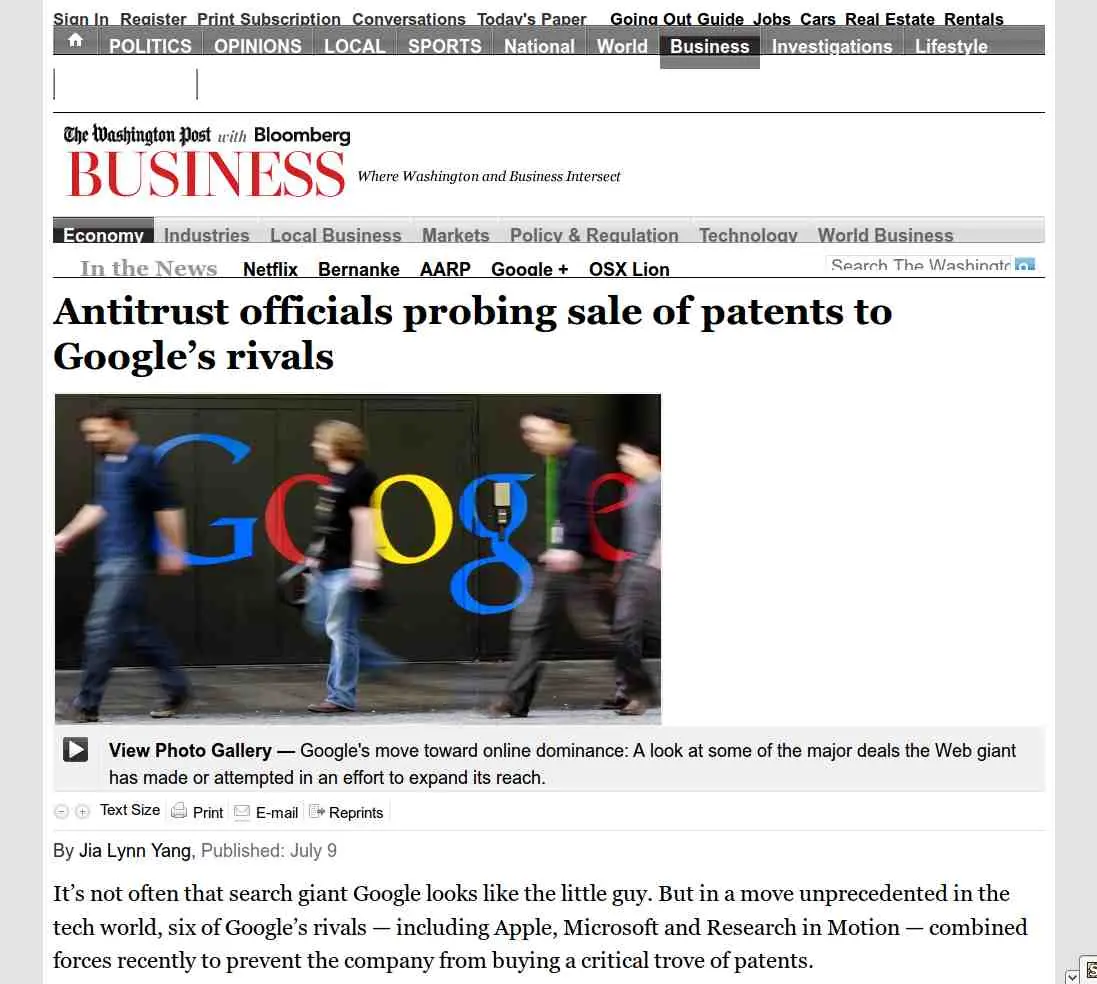 Sign In Register Print Subscription Conversations Today's Paper Going Out Guide Jobs Cars Real Estate Rentals
POLITICS OPINIONS LOCAL SPORTS National World Business Investigations Lifestyle
The Washington Post with Bloomberg
BUSINESS Where Washington and Business Intersect
Economy Industries Local Business Markets Policy & Regulation Technology World Business
In the News Netflix Bernanke AARP Google + OSX Lion Search The Washingto
Antitrust officials probing sale of patents to
Google’s rivals
Google
View Photo Gallery — Google's move toward online dominance: A look at some of the major deals the Web giant
has made or attempted in an effort to expand its reach.
Text Size Print E-mail Reprints
By Jia Lynn Yang, Published: July 9
It’s not often that search giant Google looks like the little guy. But in a move unprecedented in the
tech world, six of Google’s rivals — including Apple, Microsoft and Research in Motion — combined
forces recently to prevent the company from buying a critical trove of patents.